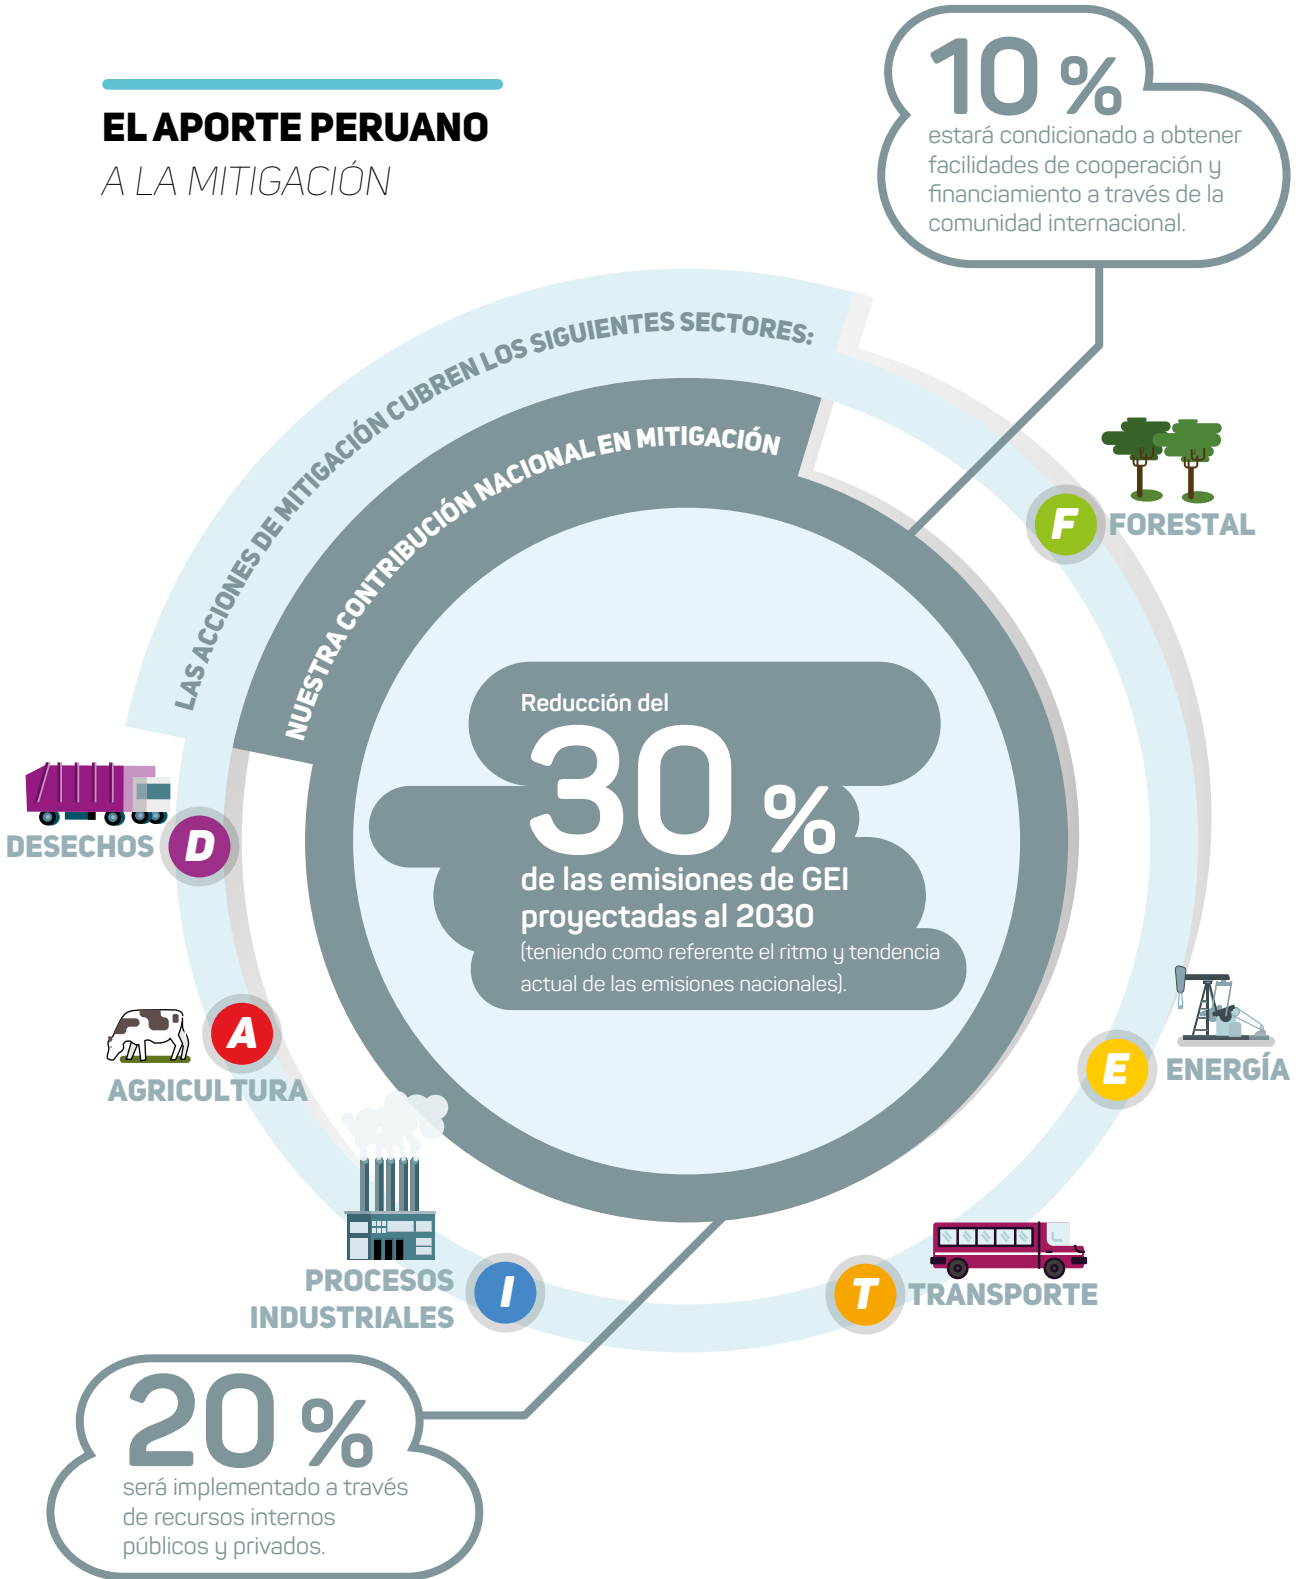 EL APORTE PERUANO
A LA MITIGACIÓN
10 %
estará condicionado a obtener
facilidades de cooperación y
financiamiento a través de la
comunidad internacional.
LAS ACCIONES DE MITIGACIÓN CUBREN LOS SIGUIENTES SECTORES:
NUESTRA CONTRIBUCIÓN NACIONAL EN MITIGACIÓN
F
FORESTAL
Reducción del
30 %
de las emisiones de GEI
proyectadas al 2030
(teniendo como referente el ritmo y tendencia
actual de las emisiones nacionales).
DESECHOS
D
A
AGRICULTURA
E
ENERGÍA
PROCESOS
INDUSTRIALES
I
T
TRANSPORTE
20 %
será implementado a través
de recursos internos
públicos y privados.